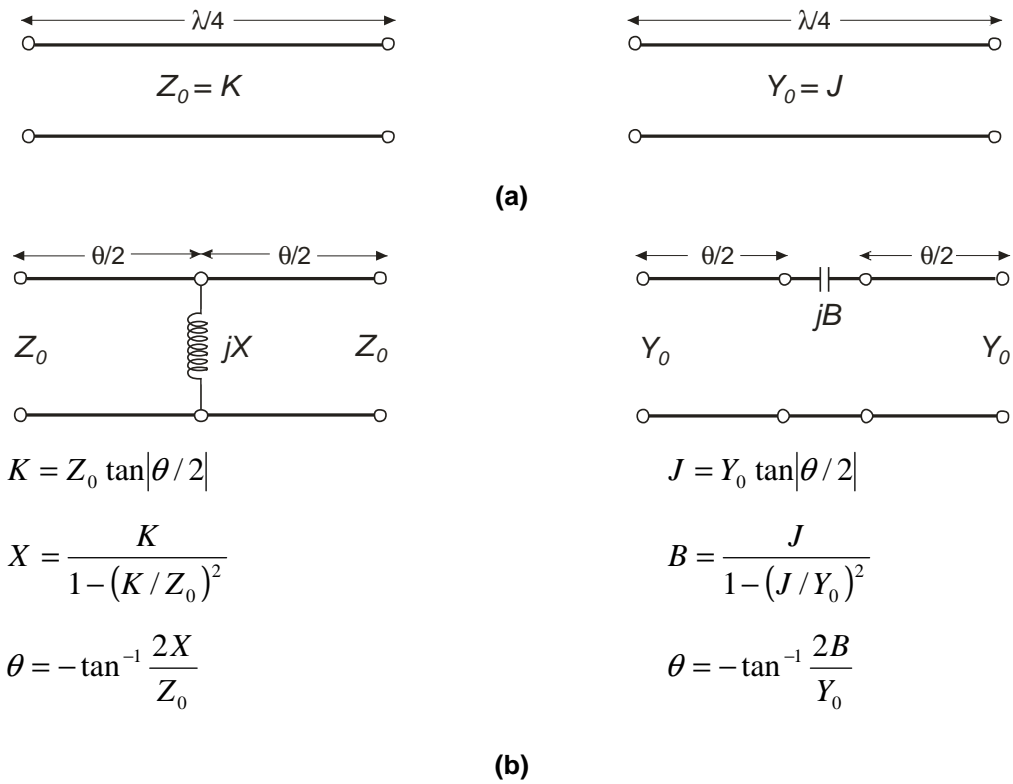 λ/4 λ/4
Z₀ = K Y₀ = J
(a)
θ/2 θ/2 θ/2 θ/2
jB
Z₀ jX Z₀ Y₀ Y₀
K = Z₀ tan|θ/2| J = Y₀ tan|θ/2|
X = K / (1 − (K / Z₀)²) B = J / (1 − (J / Y₀)²)
θ = −tan⁻¹ 2X / Z₀ θ = −tan⁻¹ 2B / Y₀
(b)